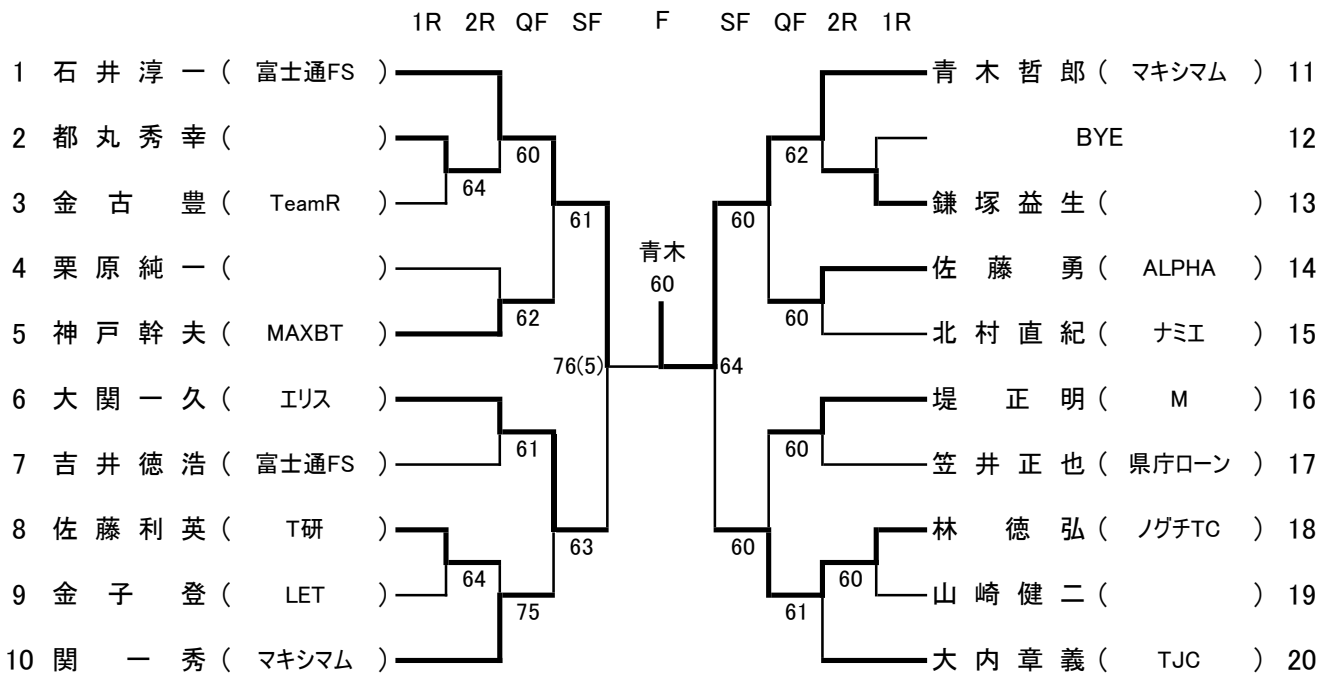 1R 2R QF SF F SF QF 2R 1R
1 石井淳一 ( 富士通FS ) 青木哲郎 ( マキシマム ) 11
2 都丸秀幸 ( ) 60 62 BYE 12
64
3 金古豊 ( TeamR ) 61 60 鎌塚益生 ( ) 13
青木
4 栗原純一 ( ) 60 佐藤勇 ( ALPHA ) 14
62 60
5 神戸幹夫 ( MAXBT ) 北村直紀 ( ナミエ ) 15
76(5) 64
6 大関一久 ( エリス ) 堤正明 ( M ) 16
61 60
7 吉井徳浩 ( 富士通FS ) 笠井正也 ( 県庁ローン ) 17
8 佐藤利英 ( T研 ) 63 60 林徳弘 ( ノグチTC ) 18
64 60
9 金子登 ( LET ) 75 61 山崎健二 ( ) 19
10 関一秀 ( マキシマム ) 大内章義 ( TJC ) 20